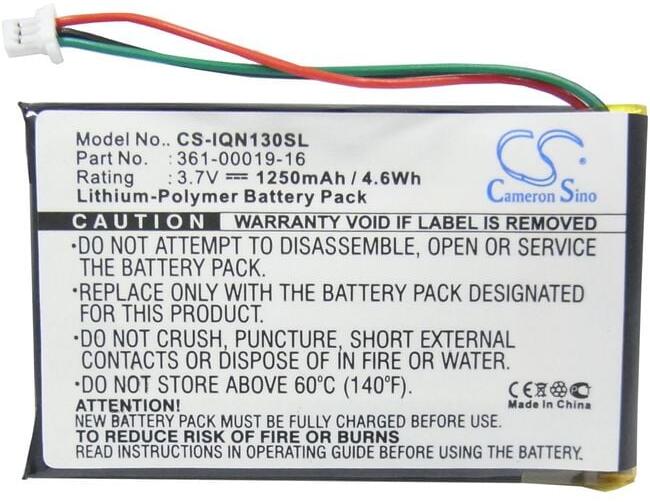 Model No.: CS-IQN130SL
Part No. : 361-00019-16
Rating : 3.7V 1250mAh / 4.6Wh
Lithium-Polymer Battery Pack
CS
Cameron Sino
CAUTION WARRANTY VOID IF LABEL IS REMOVED
•DO NOT ATTEMPT TO DISASSEMBLE, OPEN OR SERVICE
THE BATTERY PACK.
•REPLACE ONLY WITH THE BATTERY PACK DESIGNATED
FOR THIS PRODUCT.
•DO NOT CRUSH, PUNCTURE, SHORT EXTERNAL
CONTACTS OR DISPOSE OF IN FIRE OR WATER.
•DO NOT STORE ABOVE 60°C (140°F).
CE
Made In China
ATTENTION!
NEW BATTERY PACK MUST BE FULLY CHARGED BEFORE USE
TO REDUCE RISK OF FIRE OR BURNS
READ INSTRUCTIONS IN OPERATING MANUAL BEFORE USING THE BATTERY.